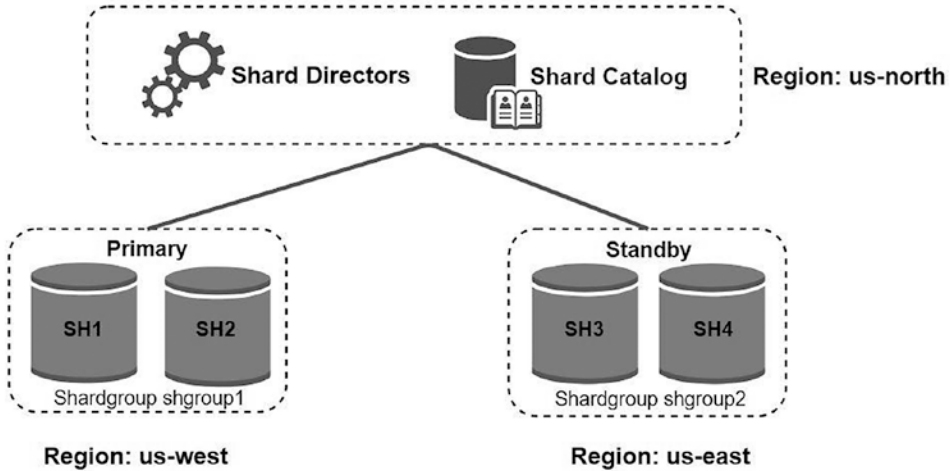 Shard Directors
Shard Catalog
Region: us-north
Primary
SH1
SH2
Shardgroup shgroup1
Region: us-west
Standby
SH3
SH4
Shardgroup shgroup2
Region: us-east